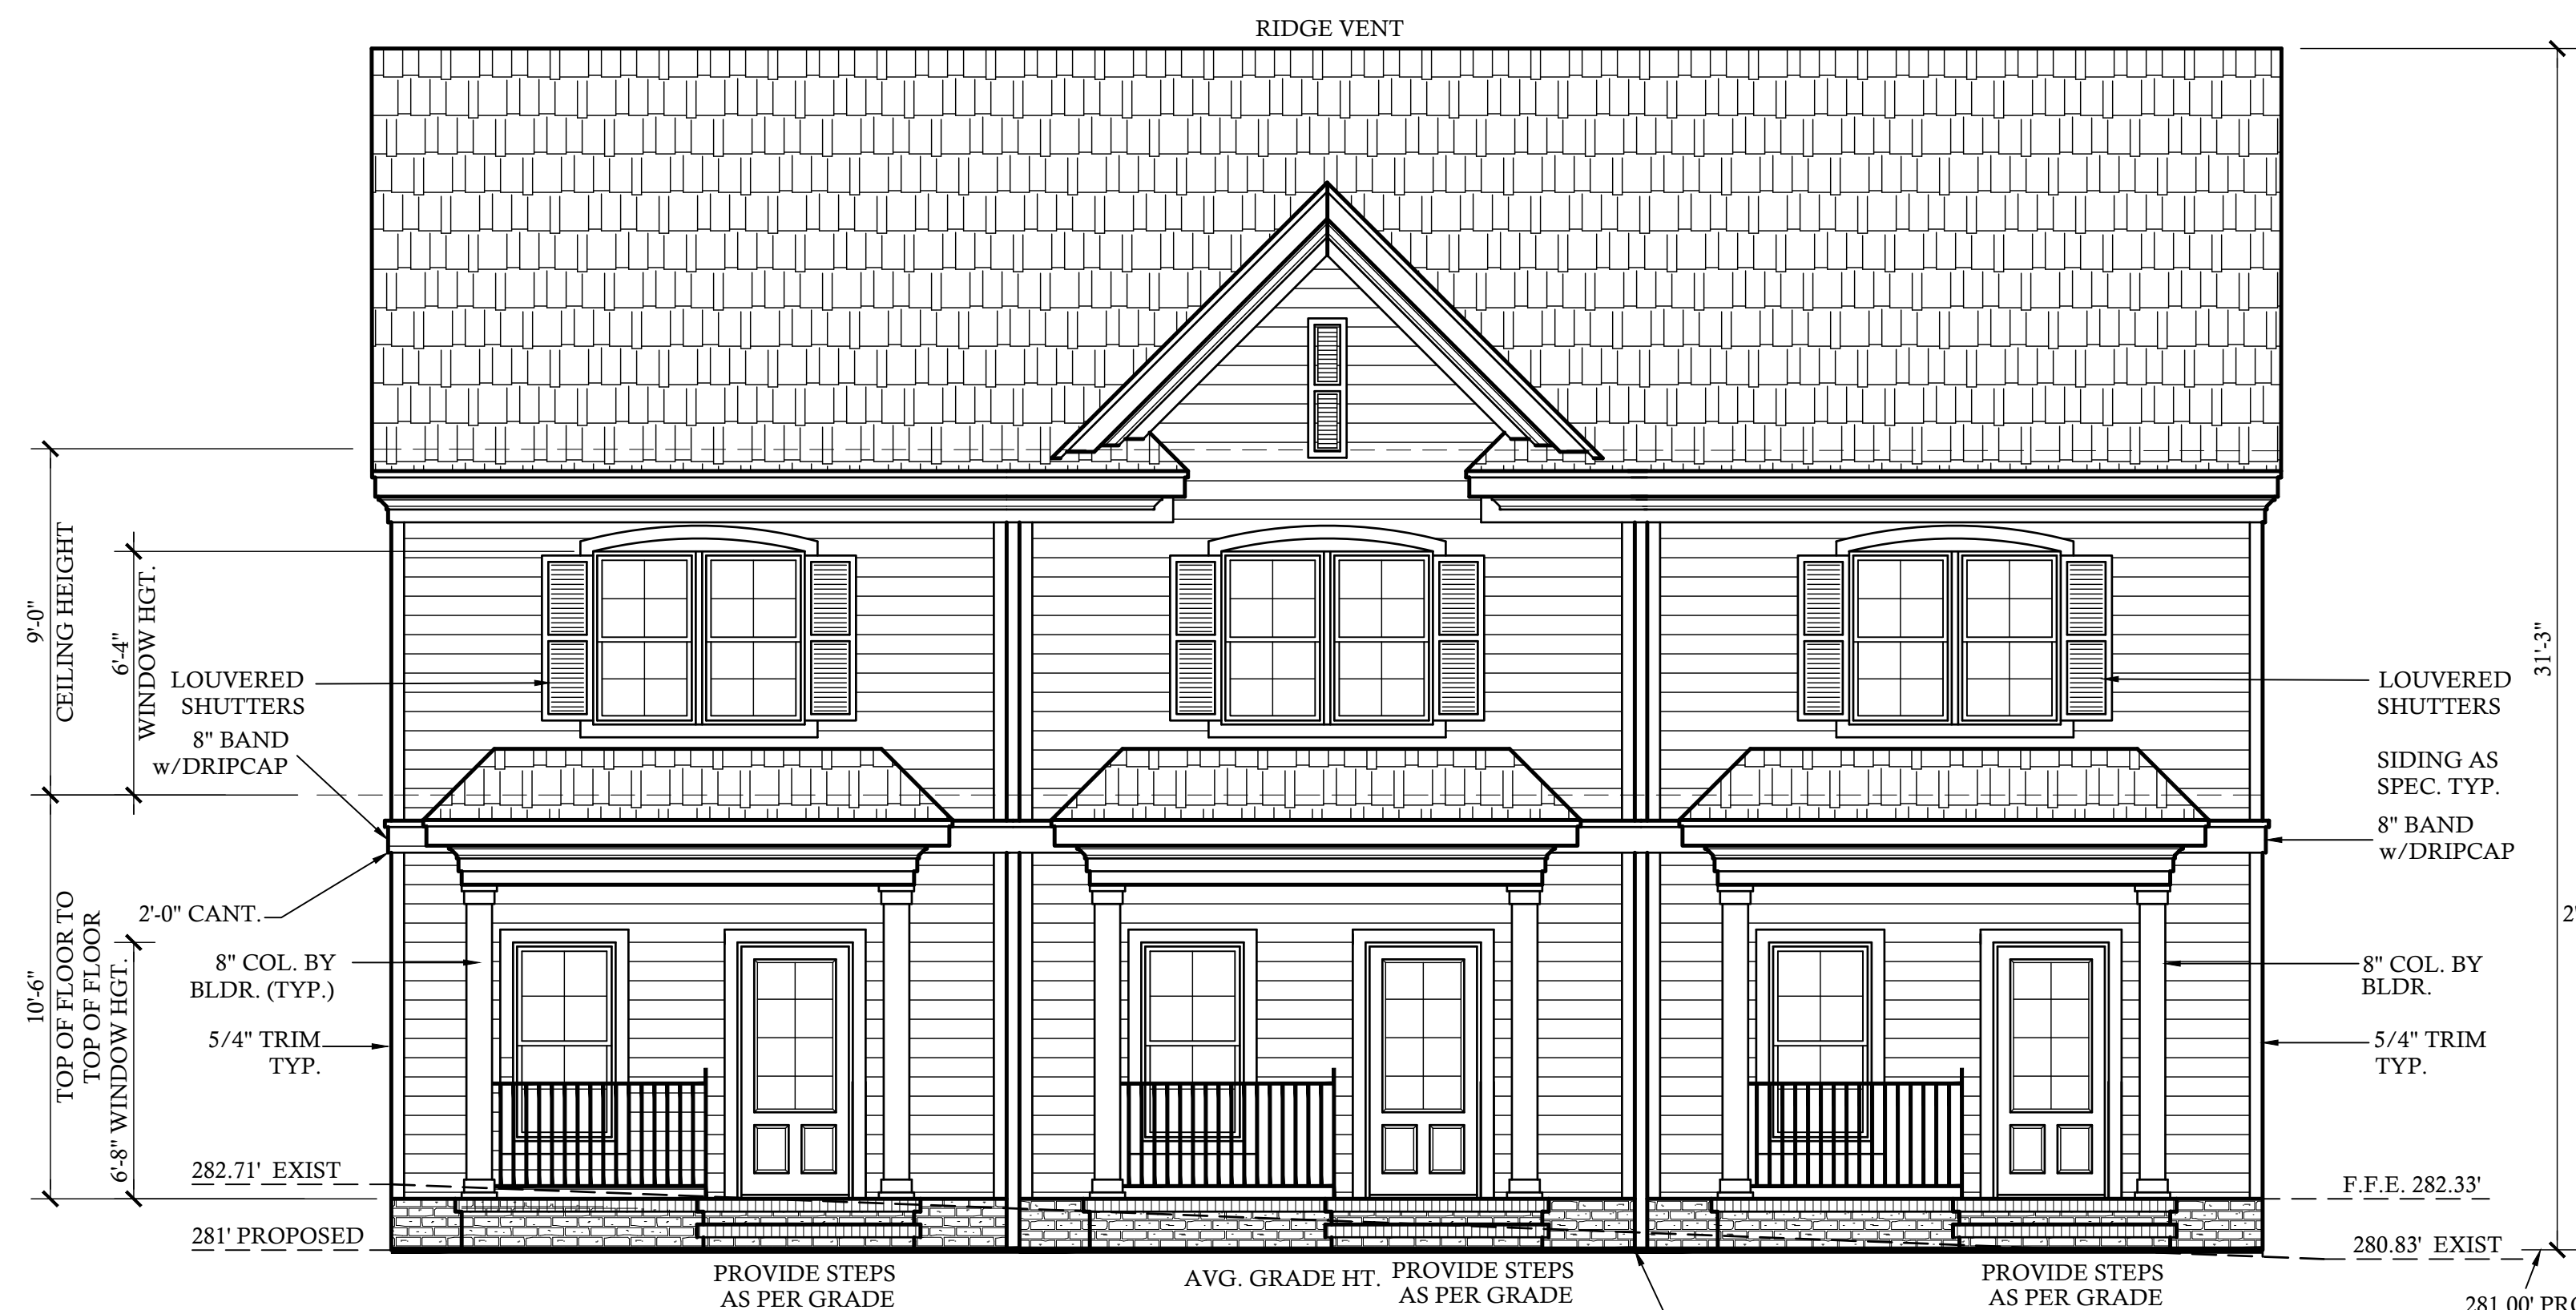 RIDGE VENT
9'-0"
CEILING HEIGHT
6'-4"
WINDOW HGT.
LOUVERED
SHUTTERS
8" BAND
w/DRIPCAP
2'-0" CANT.
10'-6"
TOP OF FLOOR TO
TOP OF FLOOR
6'-8" WINDOW HGT.
8" COL. BY
BLDR. (TYP.)
5/4" TRIM
TYP.
282.71' EXIST
281' PROPOSED
PROVIDE STEPS
AS PER GRADE
AVG. GRADE HT.
PROVIDE STEPS
AS PER GRADE
PROVIDE STEPS
AS PER GRADE
31'-3"
LOUVERED
SHUTTERS
SIDING AS
SPEC. TYP.
8" BAND
w/DRIPCAP
2'
8" COL. BY
BLDR.
5/4" TRIM
TYP.
F.F.E. 282.33'
280.83' EXIST
281.00' PRO